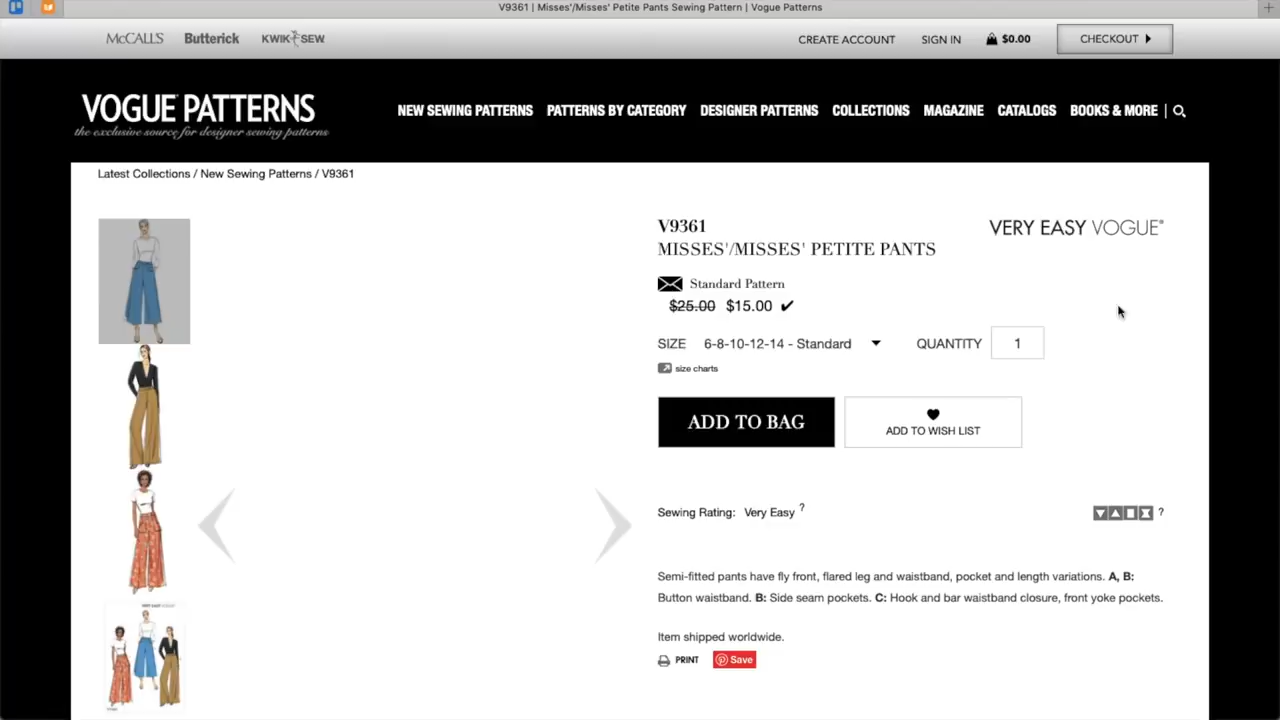 V9361 | Misses'/Misses' Petite Pants Sewing Pattern | Vogue Patterns
McCALL'S Butterick KWIK SEW CREATE ACCOUNT SIGN IN $0.00 CHECKOUT
VOGUE PATTERNS
the exclusive source for designer sewing patterns
NEW SEWING PATTERNS PATTERNS BY CATEGORY DESIGNER PATTERNS COLLECTIONS MAGAZINE CATALOGS BOOKS & MORE |
Latest Collections / New Sewing Patterns / V9361
V9361
MISSES'/MISSES' PETITE PANTS
VERY EASY VOGUE®
Standard Pattern
$25.00 $15.00 ✔
SIZE 6-8-10-12-14 - Standard QUANTITY 1
size charts
ADD TO BAG
ADD TO WISH LIST
Sewing Rating: Very Easy ? ?
Semi-fitted pants have fly front, flared leg and waistband, pocket and length variations. A, B:
Button waistband. B: Side seam pockets. C: Hook and bar waistband closure, front yoke pockets.
Item shipped worldwide.
PRINT Save